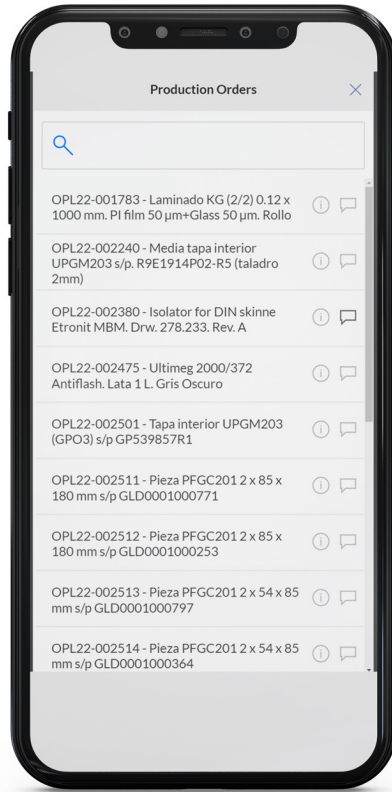 Production Orders
OPL22-001783 - Laminado KG (2/2) 0.12 x
1000 mm. PI film 50 µm+Glass 50 µm. Rollo
OPL22-002240 - Media tapa interior
UPGM203 s/p. R9E1914P02-R5 (taladro
2mm)
OPL22-002380 - Isolator for DIN skinne
Etronit MBM. Drw. 278.233. Rev. A
OPL22-002475 - Ultimeg 2000/372
Antiflash. Lata 1 L. Gris Oscuro
OPL22-002501 - Tapa interior UPGM203
(GPO3) s/p GP539857R1
OPL22-002511 - Pieza PFGC201 2 x 85 x
180 mm s/p GLD0001000771
OPL22-002512 - Pieza PFGC201 2 x 85 x
180 mm s/p GLD0001000253
OPL22-002513 - Pieza PFGC201 2 x 54 x 85
mm s/p GLD0001000797
OPL22-002514 - Pieza PFGC201 2 x 54 x 85
mm s/p GLD0001000364